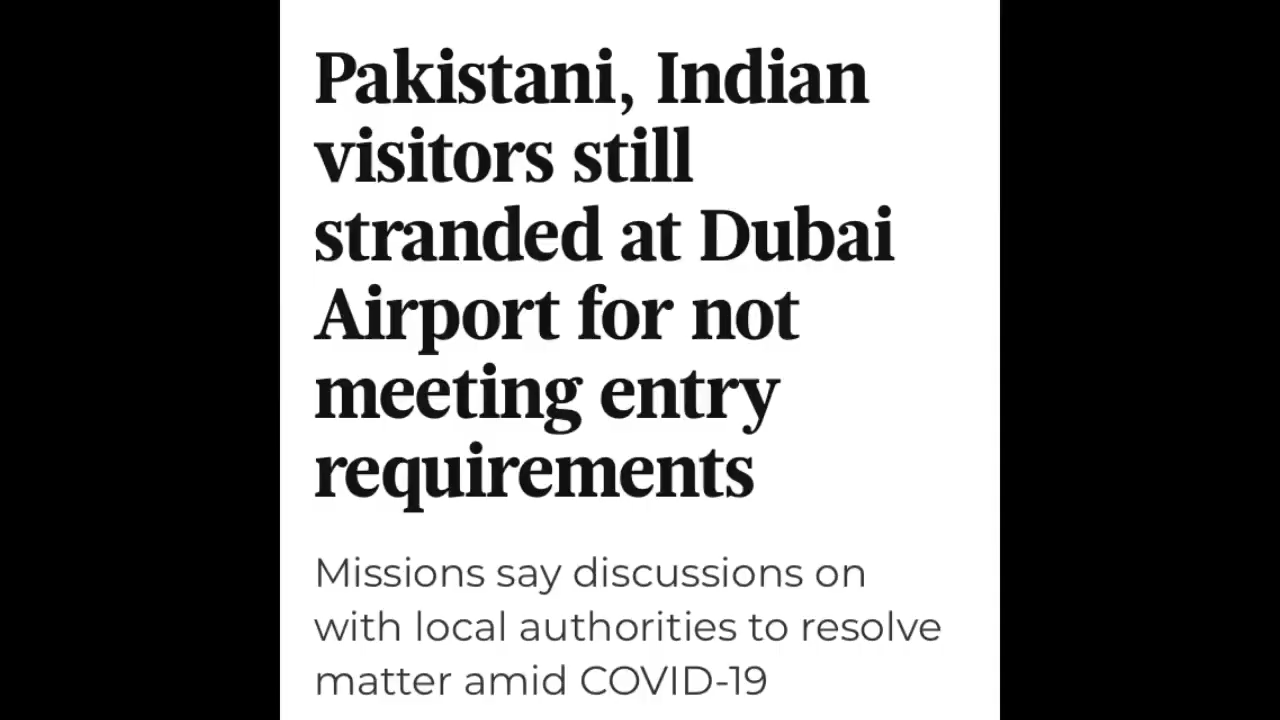 Pakistani, Indian
visitors still
stranded at Dubai
Airport for not
meeting entry
requirements
Missions say discussions on
with local authorities to resolve
matter amid COVID-19